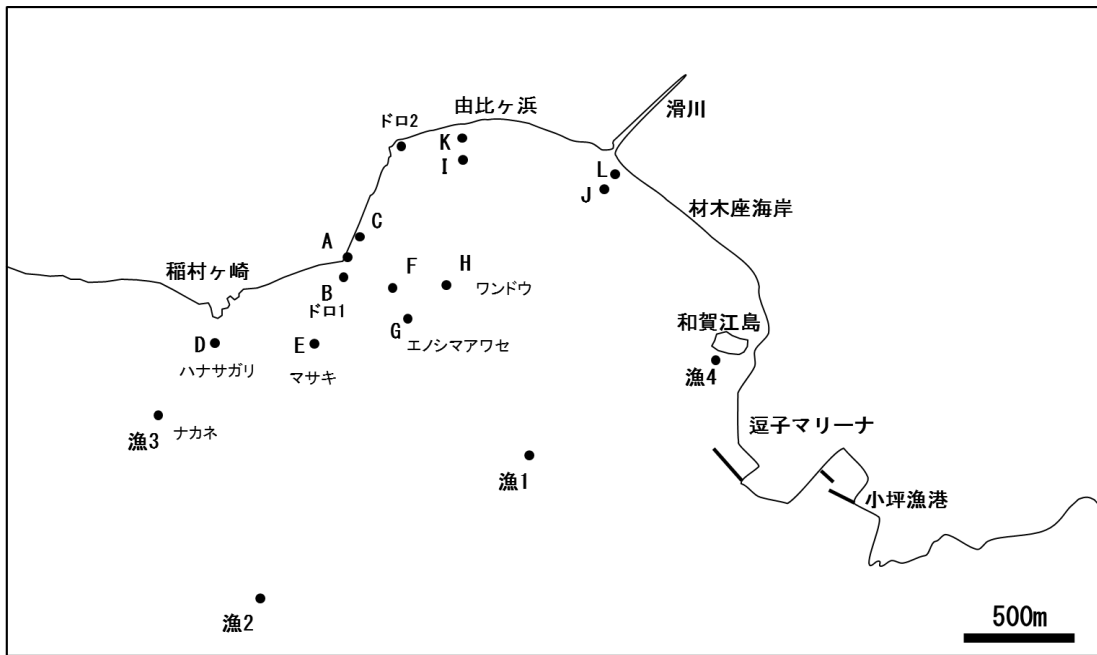 由比ヶ浜
滑川
ドロ2
K
I
L
J
材木座海岸
C
A
稲村ヶ崎
F
H
B
ワンドウ
ドロ1
G
和賀江島
D
E
エノシマアワセ
ハナサガリ
マサキ
漁4
漁3
ナカネ
逗子マリーナ
漁1
小坪漁港
漁2
500m